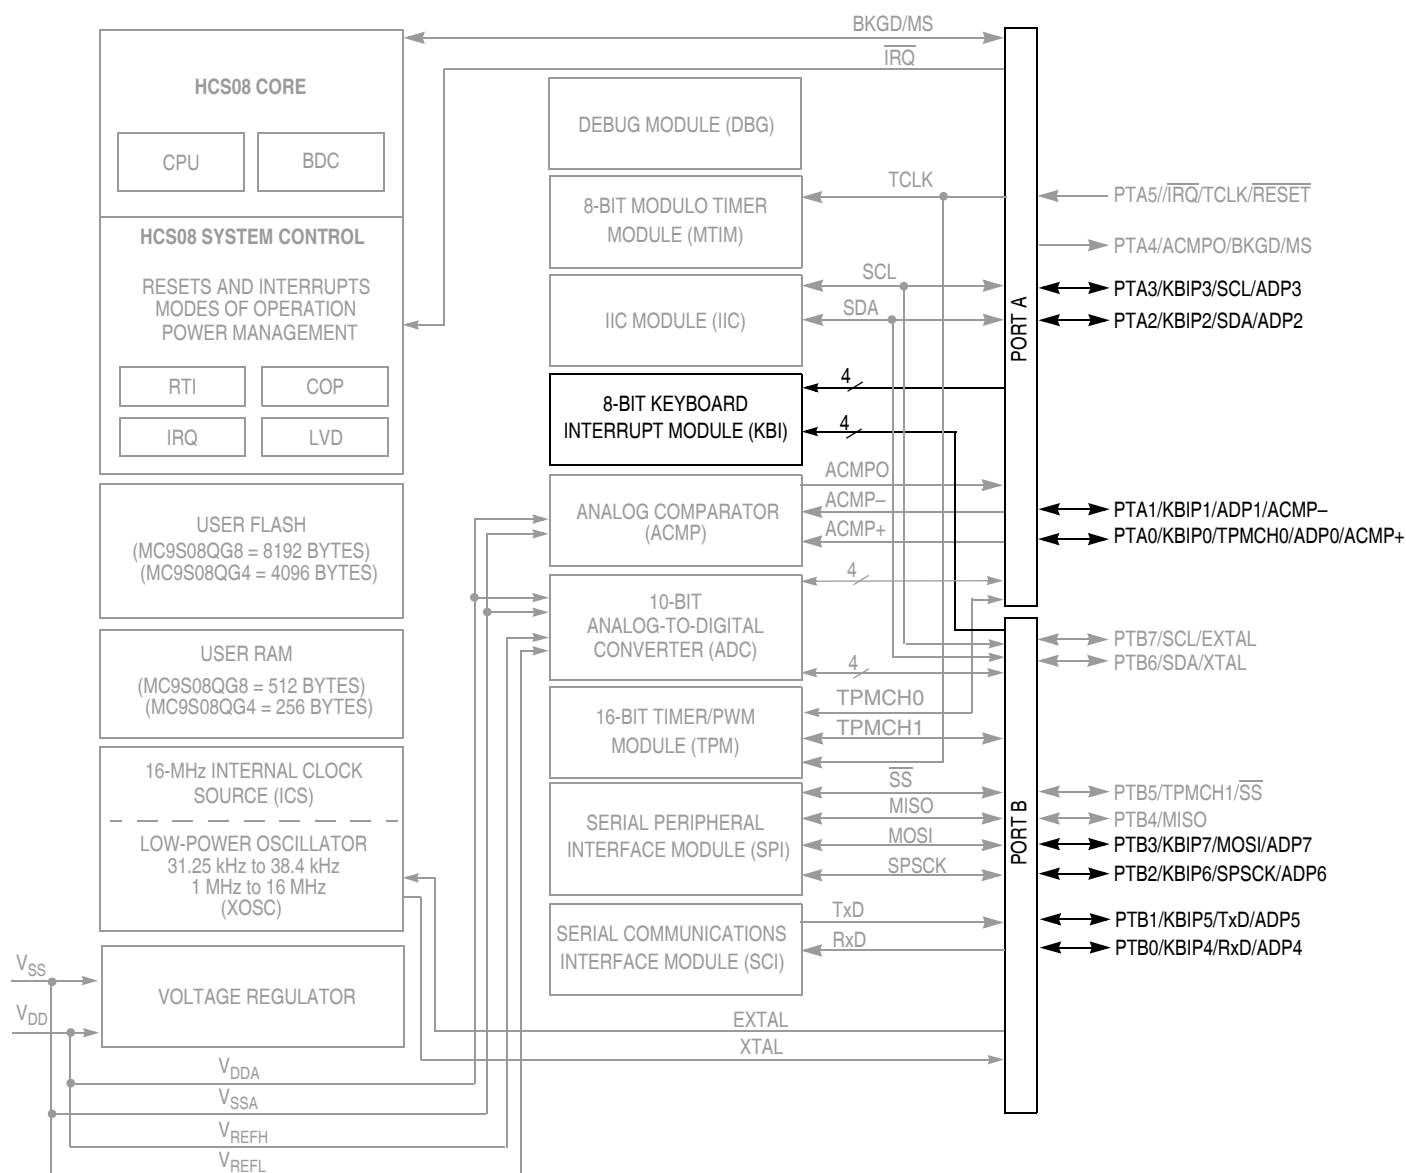 BKGD/MS
IRQ
HCS08 CORE
CPU
BDC
HCS08 SYSTEM CONTROL
RESETS AND INTERRUPTS
MODES OF OPERATION
POWER MANAGEMENT
RTI
COP
IRQ
LVD
USER FLASH
(MC9S08QG8 = 8192 BYTES)
(MC9S08QG4 = 4096 BYTES)
USER RAM
(MC9S08QG8 = 512 BYTES)
(MC9S08QG4 = 256 BYTES)
16-MHz INTERNAL CLOCK
SOURCE (ICS)
LOW-POWER OSCILLATOR
31.25 kHz to 38.4 kHz
1 MHz to 16 MHz
(XOSC)
VOLTAGE REGULATOR
VSS
VDD
VDDA
VSSA
VREFH
VREFL
DEBUG MODULE (DBG)
8-BIT MODULO TIMER
MODULE (MTIM)
TCLK
IIC MODULE (IIC)
SCL
SDA
8-BIT KEYBOARD
INTERRUPT MODULE (KBI)
4
4
ANALOG COMPARATOR
(ACMP)
ACMPO
ACMP–
ACMP+
10-BIT
ANALOG-TO-DIGITAL
CONVERTER (ADC)
4
4
16-BIT TIMER/PWM
MODULE (TPM)
TPMCH0
TPMCH1
SERIAL PERIPHERAL
INTERFACE MODULE (SPI)
SS
MISO
MOSI
SPSCK
SERIAL COMMUNICATIONS
INTERFACE MODULE (SCI)
TxD
RxD
EXTAL
XTAL
PORT A
PTA5//IRQ/TCLK/RESET
PTA4/ACMPO/BKGD/MS
PTA3/KBIP3/SCL/ADP3
PTA2/KBIP2/SDA/ADP2
PTA1/KBIP1/ADP1/ACMP–
PTA0/KBIP0/TPMCH0/ADP0/ACMP+
PORT B
PTB7/SCL/EXTAL
PTB6/SDA/XTAL
PTB5/TPMCH1/SS
PTB4/MISO
PTB3/KBIP7/MOSI/ADP7
PTB2/KBIP6/SPSCK/ADP6
PTB1/KBIP5/TxD/ADP5
PTB0/KBIP4/RxD/ADP4